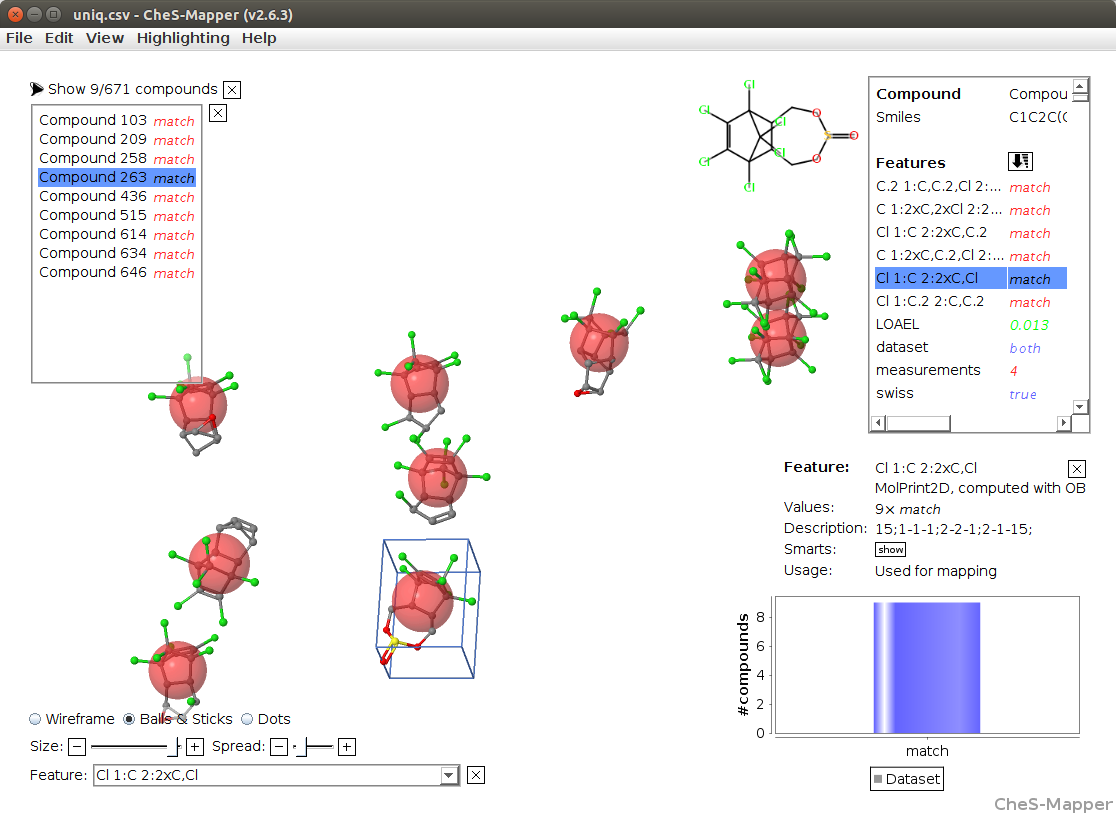 uniq.csv - CheS-Mapper (v2.6.3)
File Edit View Highlighting Help
Show 9/671 compounds
Compound 103 match
Compound 209 match
Compound 258 match
Compound 263 match
Compound 436 match
Compound 515 match
Compound 614 match
Compound 634 match
Compound 646 match
Cl
Cl
Cl
Cl
Cl
Cl
O
S
O
O
Compound Compou
Smiles C1C2C(C
Features
C.2 1:C,C.2,Cl 2:... match
C 1:2xC,2xCl 2:2... match
Cl 1:C 2:2xC,C.2 match
C 1:2xC,C.2,Cl 2:... match
Cl 1:C 2:2xC,Cl match
Cl 1:C.2 2:C,C.2 match
LOAEL 0.013
dataset both
measurements 4
swiss true
Feature: Cl 1:C 2:2xC,Cl
MolPrint2D, computed with OB
Values: 9× match
Description: 15;1-1-1;2-2-1;2-1-15;
Smarts: show
Usage: Used for mapping
#compounds
8
6
4
2
0
match
Dataset
Wireframe Balls & Sticks Dots
Size: Spread:
Feature: Cl 1:C 2:2xC,Cl
CheS-Mapper